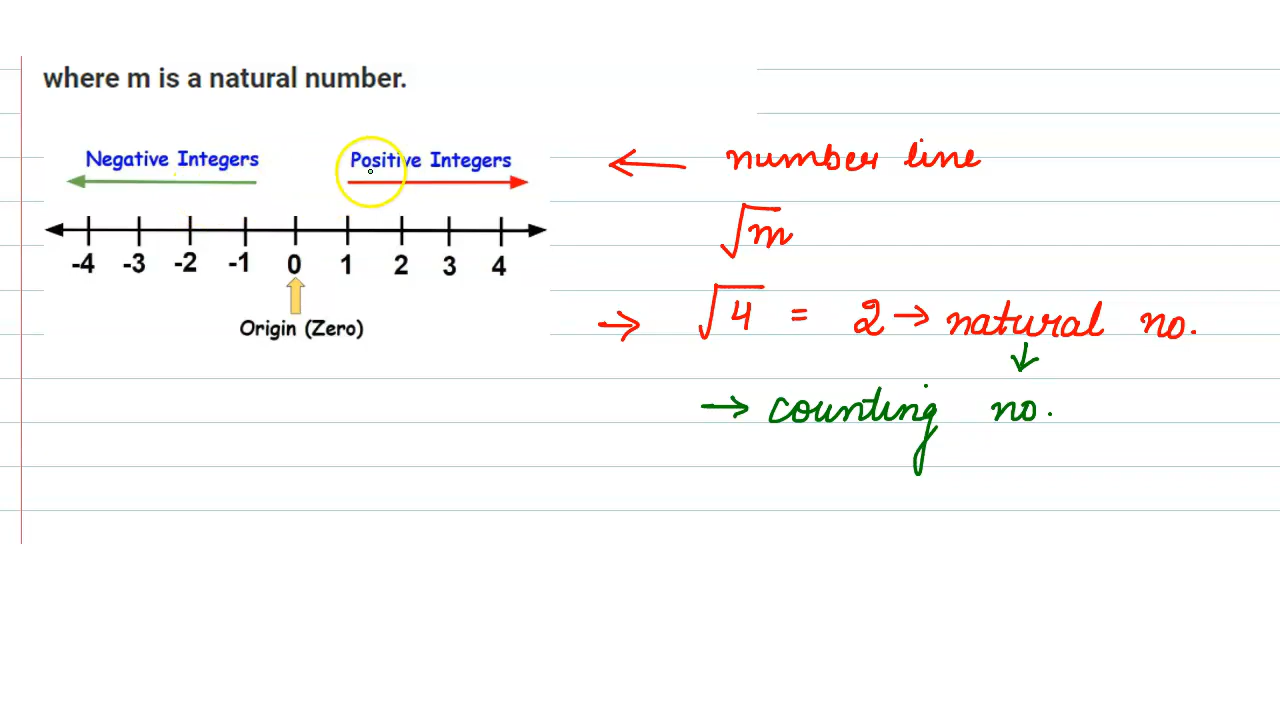 where m is a natural number.
Negative Integers Positive Integers
-4 -3 -2 -1 0 1 2 3 4
Origin (Zero)
← number line
√m
→ √4 = 2 → natural no.
↓
→ counting no.